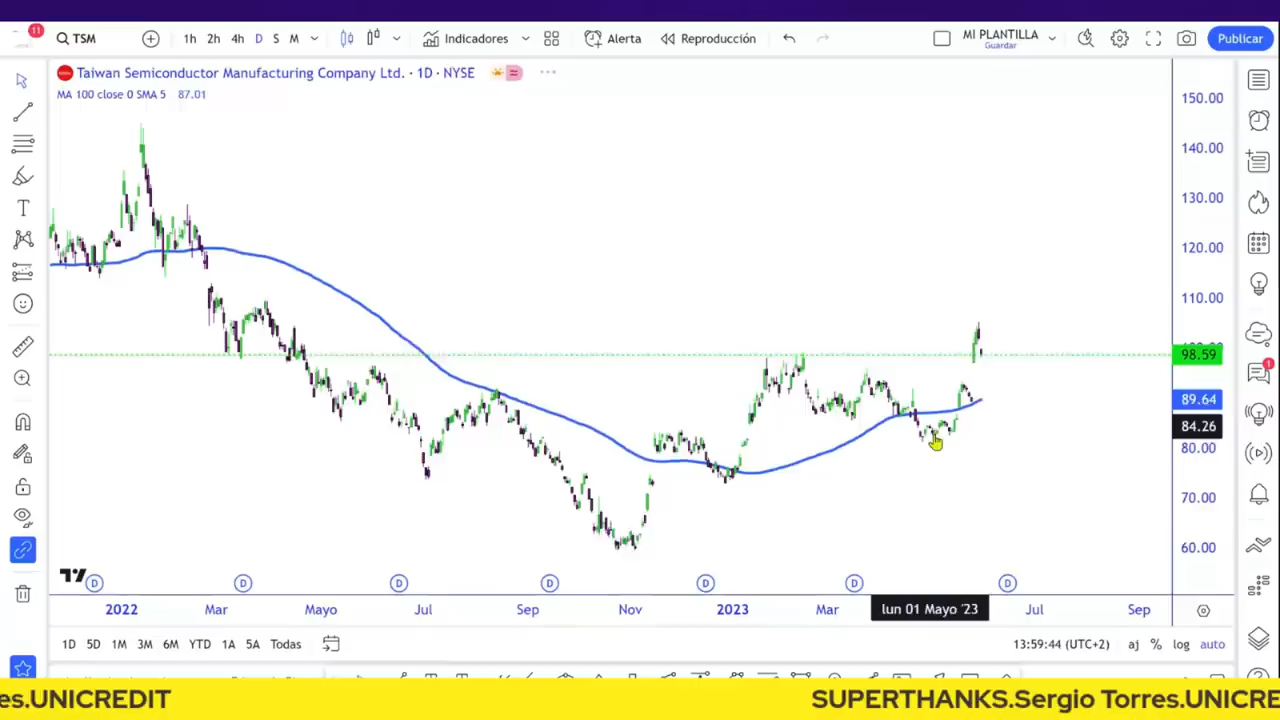 11
TSM
1h 2h 4h D S M
Indicadores
Alerta
Reproducción
MI PLANTILLA
Guardar
Publicar
Taiwan Semiconductor Manufacturing Company Ltd. · 1D · NYSE
MA 100 close 0 SMA 5 87.01
150.00
140.00
130.00
120.00
110.00
98.59
89.64
84.26
80.00
70.00
60.00
1
D D D D D D D
2022 Mar Mayo Jul Sep Nov 2023 Mar lun 01 Mayo '23 Jul Sep
1D 5D 1M 3M 6M YTD 1A 5A Todas
13:59:44 (UTC+2) aj % log auto
es.UNICREDIT SUPERTHANKS.Sergio Torres.UNICRE